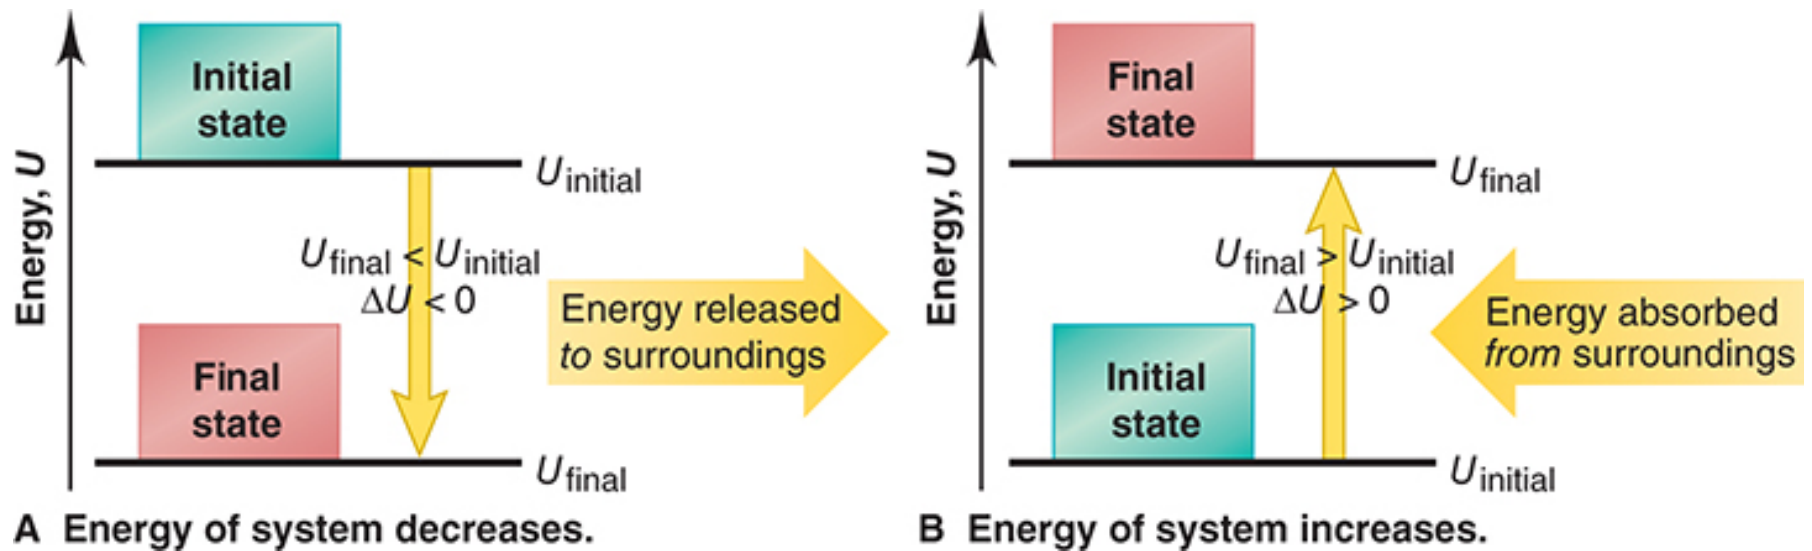 Energy, U
Initial
state
U initial
U final < U initial
ΔU < 0
Energy released
to surroundings
Final
state
U final
A Energy of system decreases.
Energy, U
Final
state
U final
U final > U initial
ΔU > 0
Energy absorbed
from surroundings
Initial
state
U initial
B Energy of system increases.